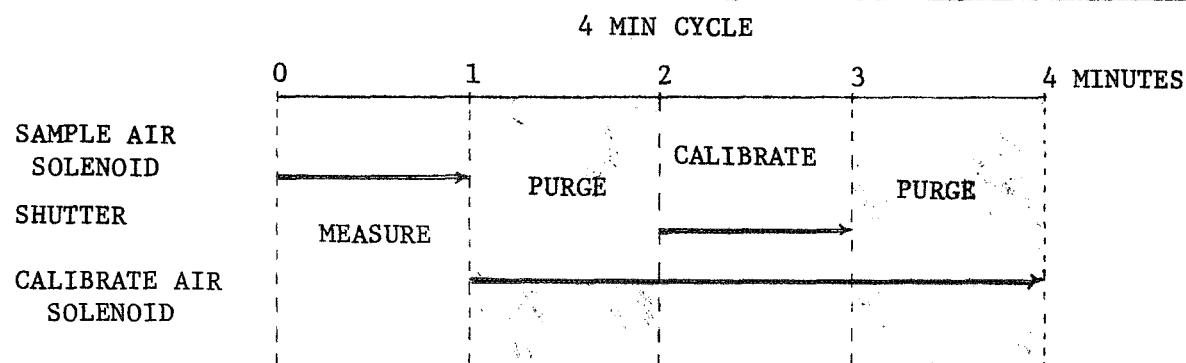 4 MIN CYCLE
0 1 2 3 4 MINUTES
SAMPLE AIR
SOLENOID
CALIBRATE
PURGE
PURGE
SHUTTER
MEASURE
CALIBRATE AIR
SOLENOID